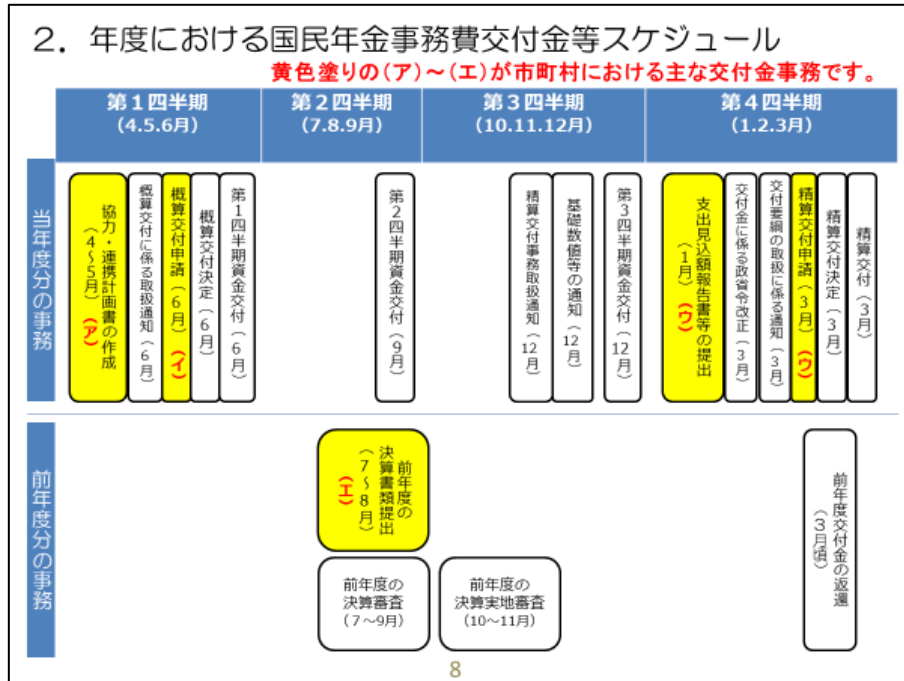 ２．年度における国民年金事務費交付金等スケジュール
黄色塗りの(ア)～(エ)が市町村における主な交付金事務です。
第１四半期
(4.5.6月)
第２四半期
(7.8.9月)
第３四半期
(10.11.12月)
第４四半期
(1.2.3月)
当年度分の事務
協力・連携計画書の作成
(４～５月) (ア)
概算交付に係る取扱通知(６月)
概算交付申請(６月) (イ)
概算交付決定(６月)
第１四半期資金交付(６月)
第２四半期資金交付(９月)
精算交付事務取扱通知(12月)
基礎数値等の通知(12月)
第３四半期資金交付(12月)
支出見込額報告書等の提出
(１月) (ウ)
交付金に係る政省令改正(３月)
交付要綱の取扱に係る通知(３月)
精算交付申請(３月) (ウ)
精算交付決定(３月)
精算交付(３月)
前年度分の事務
前年度の
決算書類提出
(７～８月)
(エ)
前年度の
決算審査
(７～９月)
前年度の
決算実地審査
(10～11月)
前年度交付金の返還
(３月頃)
8